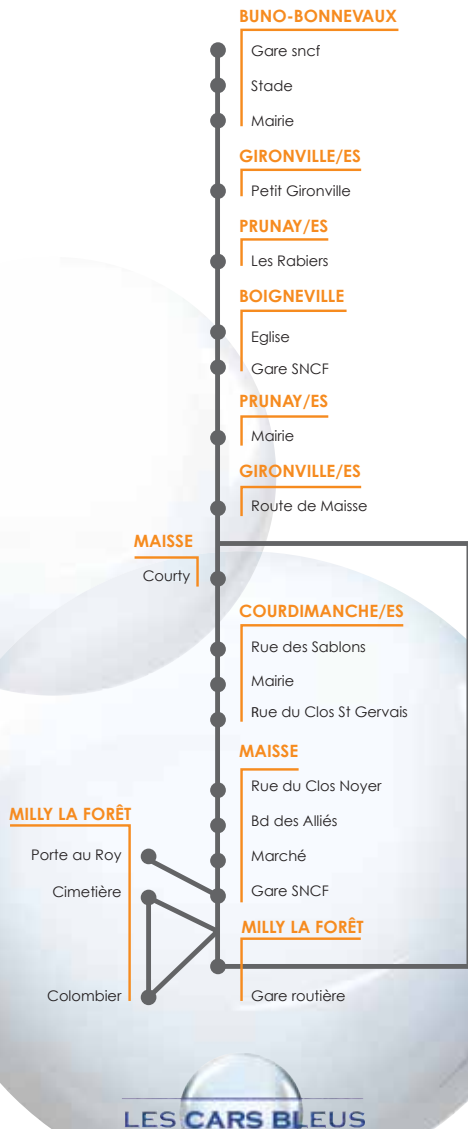 BUNO-BONNEVAUX
Gare sncf
Stade
Mairie
GIRONVILLE/ES
Petit Gironville
PRUNAY/ES
Les Rabiers
BOIGNEVILLE
Eglise
Gare SNCF
PRUNAY/ES
Mairie
GIRONVILLE/ES
Route de Maisse
MAISSE
Courty
COURDIMANCHE/ES
Rue des Sablons
Mairie
Rue du Clos St Gervais
MAISSE
Rue du Clos Noyer
Bd des Alliés
Marché
Gare SNCF
MILLY LA FORÊT
Porte au Roy
Cimetière
Colombier
MILLY LA FORÊT
Gare routière
LES CARS BLEUS